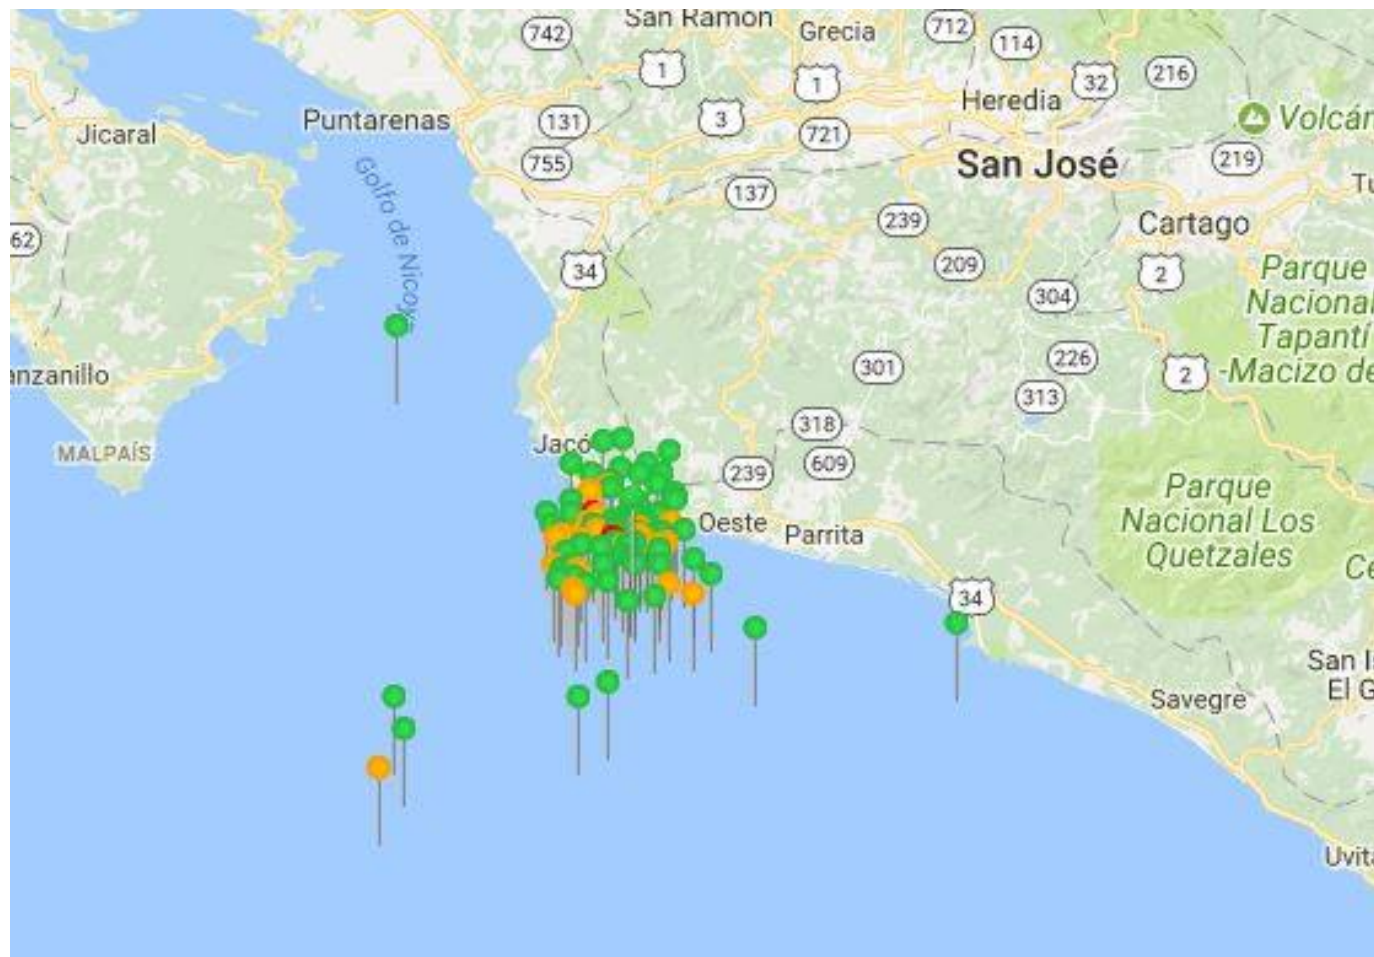 San Ramón
Grecia
742
712
114
1
1
32
216
Heredia
Puntarenas
131
3
721
Jicaral
Volcán
755
San José
219
137
Golfo de Nicoya
239
Cartago
62
34
209
2
304
Parque
Nacional
Tapantí
-Macizo de
226
301
2
anzanillo
313
318
Jacó
MALPAÍS
239
609
Parque
Nacional Los
Quetzales
Oeste
Parrita
34
Savegre
San I
El G
Uvita